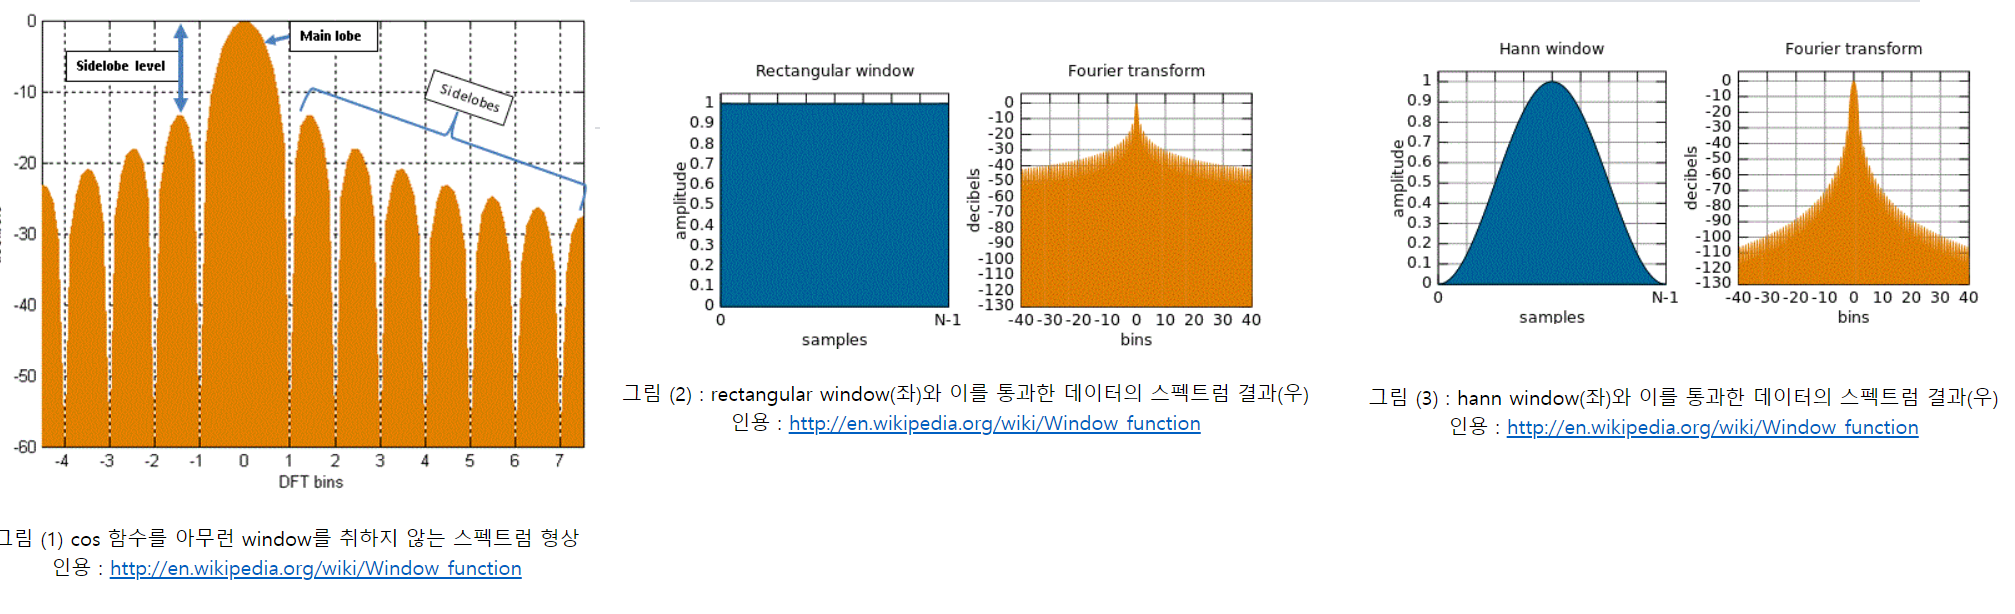 0
-10
-20
-30
-40
-50
-60
Sidelobe level
Main lobe
Sidelobes
-4 -3 -2 -1 0 1 2 3 4 5 6 7
DFT bins
그림 (1) cos 함수를 아무런 window를 취하지 않는 스펙트럼 형상
인용 : http://en.wikipedia.org/wiki/Window_function
Rectangular window
amplitude
1
0.9
0.8
0.7
0.6
0.5
0.4
0.3
0.2
0.1
0
0 N-1
samples
Fourier transform
decibels
0
-10
-20
-30
-40
-50
-60
-70
-80
-90
-100
-110
-120
-130
-40 -30 -20 -10 0 10 20 30 40
bins
그림 (2) : rectangular window(좌)와 이를 통과한 데이터의 스펙트럼 결과(우)
인용 : http://en.wikipedia.org/wiki/Window_function
Hann window
amplitude
1
0.9
0.8
0.7
0.6
0.5
0.4
0.3
0.2
0.1
0
0 N-1
samples
Fourier transform
decibels
0
-10
-20
-30
-40
-50
-60
-70
-80
-90
-100
-110
-120
-130
-40 -30 -20 -10 0 10 20 30 40
bins
그림 (3) : hann window(좌)와 이를 통과한 데이터의 스펙트럼 결과(우)
인용 : http://en.wikipedia.org/wiki/Window_function